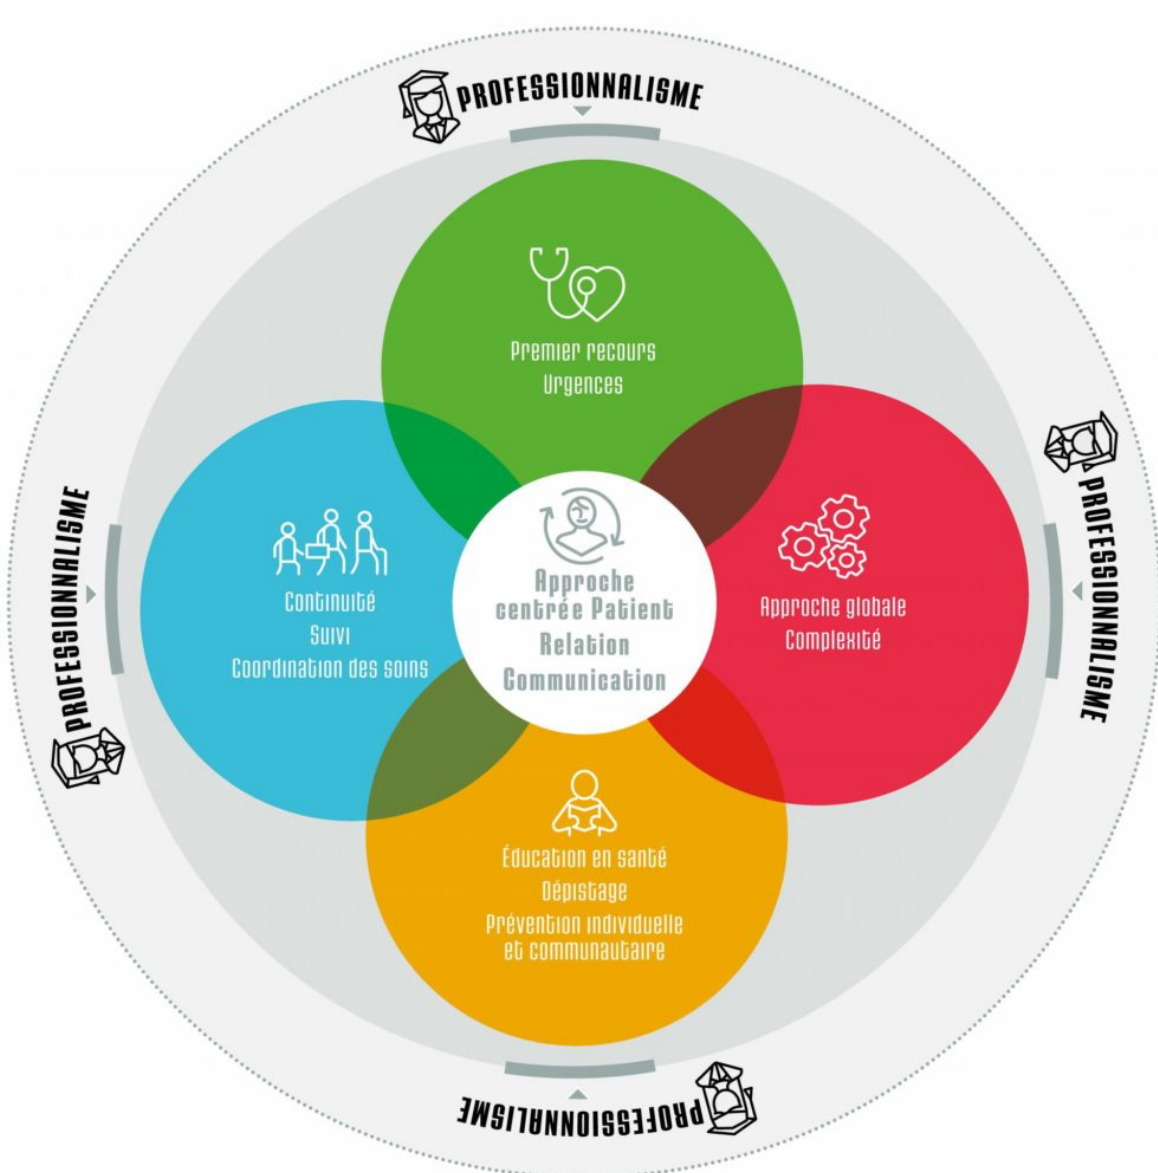 PROFESSIONNALISME
Premier recours
Urgences
PROFESSIONNALISME
Continuité
Suivi
Coordination des soins
Approche
centrée Patient
Relation
Communication
Approche globale
Complexité
PROFESSIONNALISME
Éducation en santé
Dépistage
Prévention individuelle
et communautaire
PROFESSIONNALISME